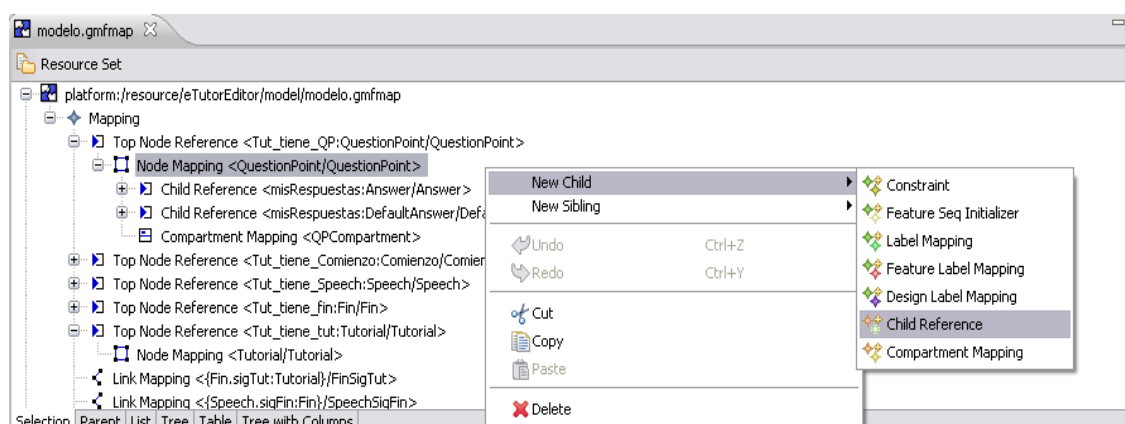 modelo.gmfmap
Resource Set
platform:/resource/eTutorEditor/model/modelo.gmfmap
Mapping
Top Node Reference <Tut_tiene_QP:QuestionPoint/QuestionPoint>
Node Mapping <QuestionPoint/QuestionPoint>
Child Reference <misRespuestas:Answer/Answer>
Child Reference <misRespuestas:DefaultAnswer/Defa
Compartment Mapping <QPCompartment>
Top Node Reference <Tut_tiene_Comienzo:Comienzo/Comien
Top Node Reference <Tut_tiene_Speech:Speech/Speech>
Top Node Reference <Tut_tiene_fin:Fin/Fin>
Top Node Reference <Tut_tiene_tut:Tutorial/Tutorial>
Node Mapping <Tutorial/Tutorial>
Link Mapping <{Fin.sigTut:Tutorial}/FinSigTut>
Link Mapping <{Speech.sigFin:Fin}/SpeechSigFin>
Selection Parent List Tree Table Tree with Columns
New Child
New Sibling
Undo Ctrl+Z
Redo Ctrl+Y
Cut
Copy
Paste
Delete
Constraint
Feature Seq Initializer
Label Mapping
Feature Label Mapping
Design Label Mapping
Child Reference
Compartment Mapping